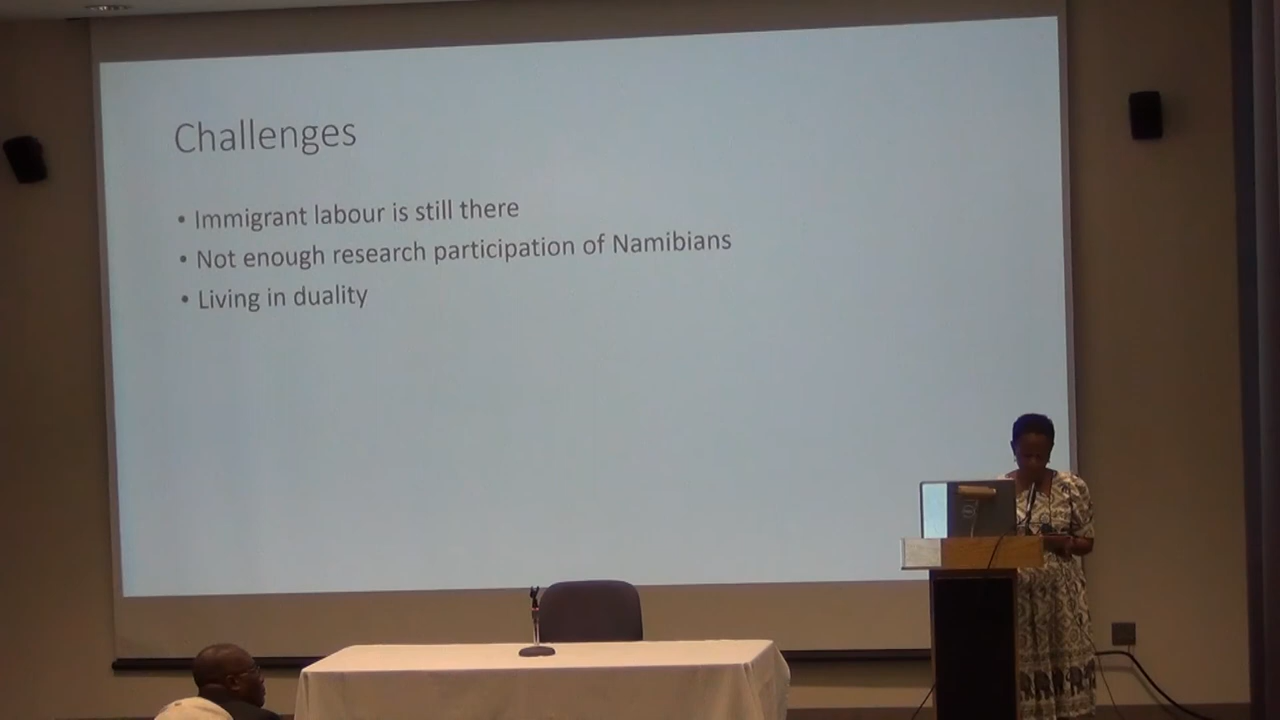 Challenges
• Immigrant labour is still there
• Not enough research participation of Namibians
• Living in duality